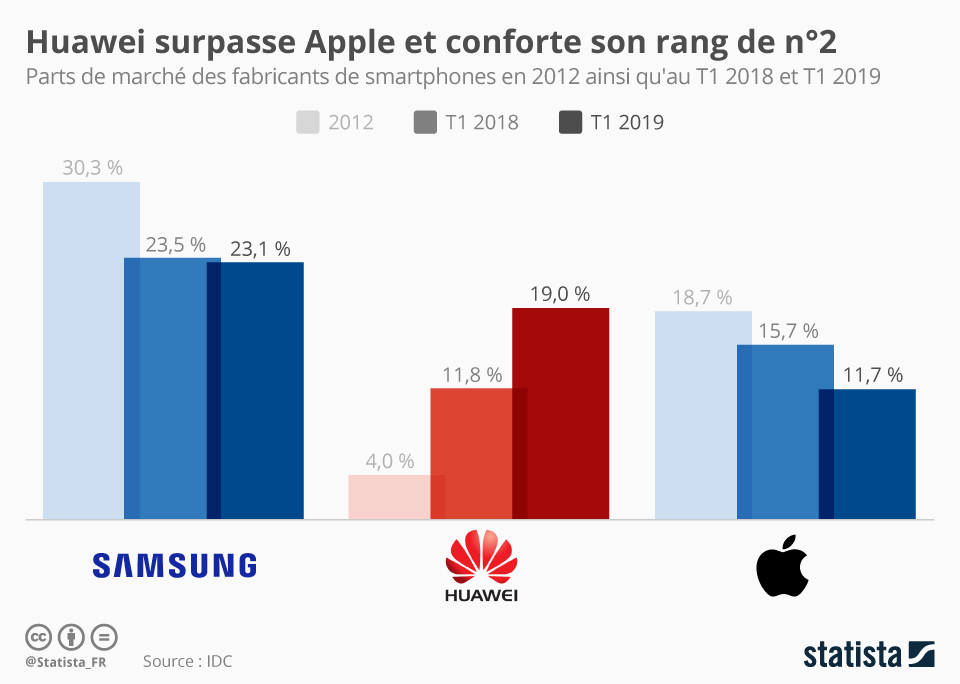 Huawei surpasse Apple et conforte son rang de n°2
Parts de marché des fabricants de smartphones en 2012 ainsi qu'au T1 2018 et T1 2019
2012 T1 2018 T1 2019
30,3 % 23,5 % 23,1 %
4,0 % 11,8 % 19,0 %
18,7 % 15,7 % 11,7 %
SAMSUNG
HUAWEI
cc
@Statista_FR Source : IDC
statista